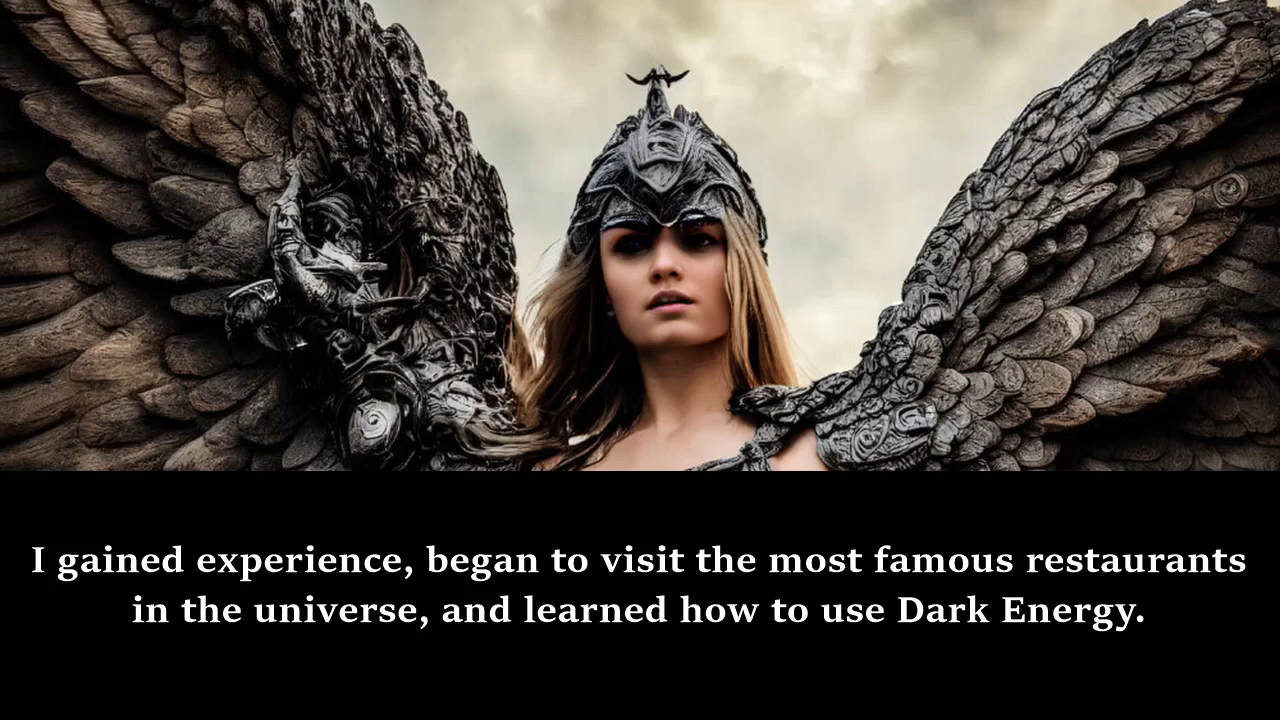 I gained experience, began to visit the most famous restaurants
in the universe, and learned how to use Dark Energy.